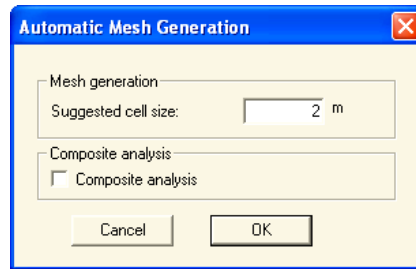 Automatic Mesh Generation
Mesh generation
Suggested cell size: 2 m
Composite analysis
Composite analysis
Cancel OK